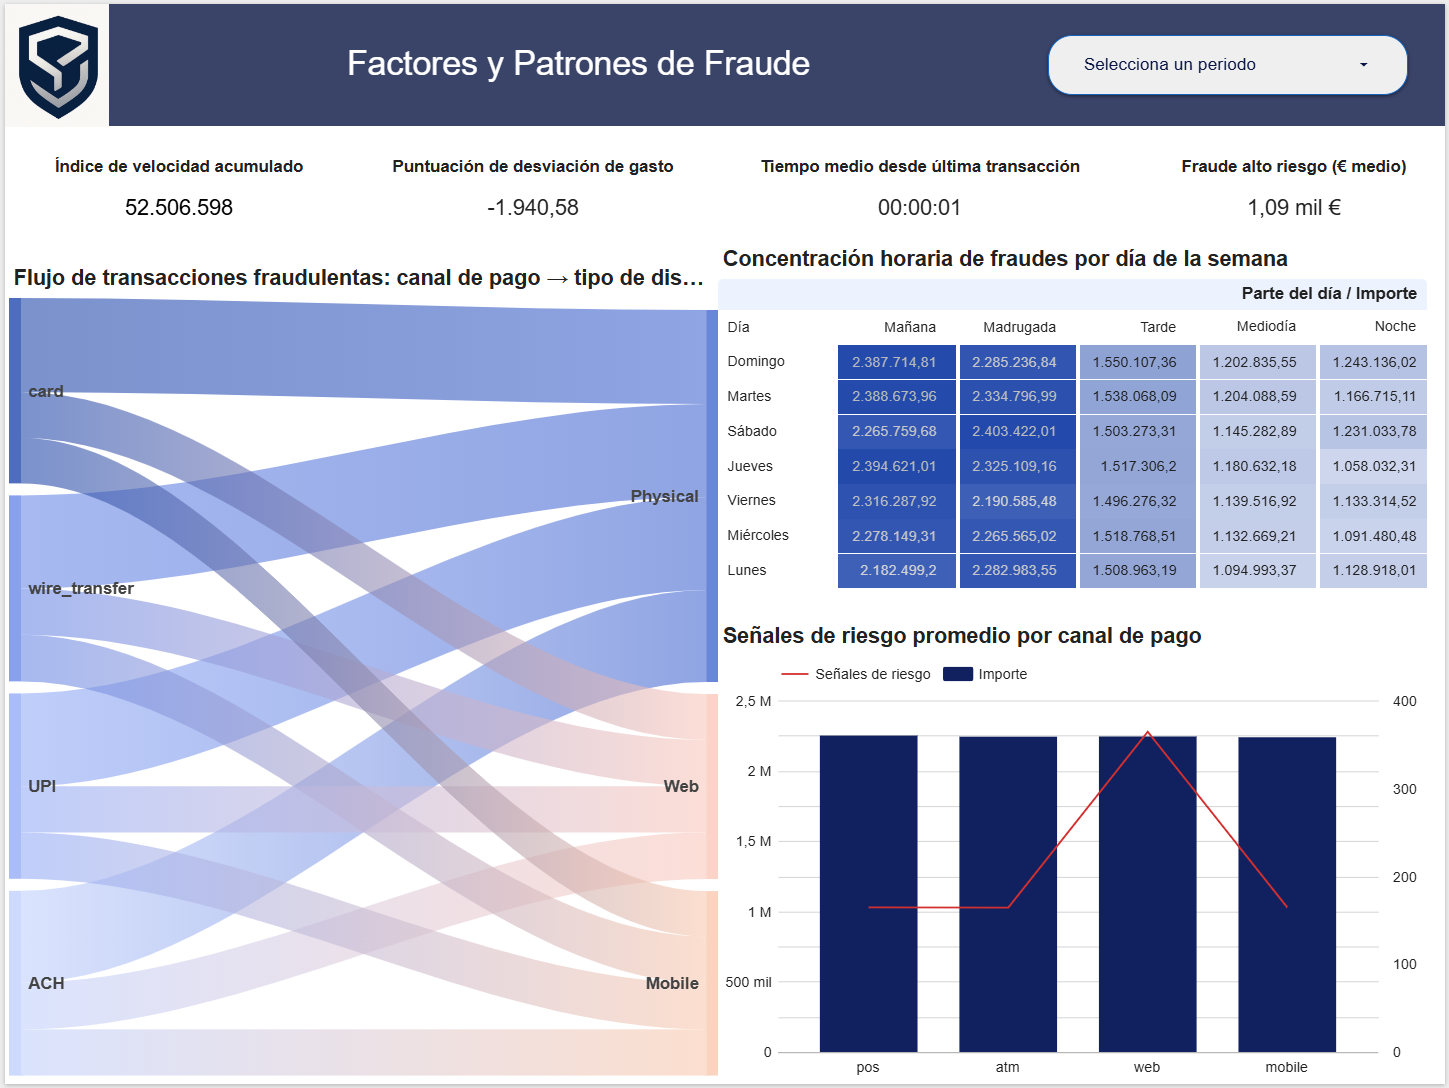 Factores y Patrones de Fraude
Selecciona un periodo
Índice de velocidad acumulado
52.506.598
Puntuación de desviación de gasto
-1.940,58
Tiempo medio desde última transacción
00:00:01
Fraude alto riesgo (€ medio)
1,09 mil €
Flujo de transacciones fraudulentas: canal de pago → tipo de dis…
card
wire_transfer
UPI
ACH
Physical
Web
Mobile
Concentración horaria de fraudes por día de la semana
Parte del día / Importe
Día Mañana Madrugada Tarde Mediodía Noche
Domingo 2.387.714,81 2.285.236,84 1.550.107,36 1.202.835,55 1.243.136,02
Martes 2.388.673,96 2.334.796,99 1.538.068,09 1.204.088,59 1.166.715,11
Sábado 2.265.759,68 2.403.422,01 1.503.273,31 1.145.282,89 1.231.033,78
Jueves 2.394.621,01 2.325.109,16 1.517.306,2 1.180.632,18 1.058.032,31
Viernes 2.316.287,92 2.190.585,48 1.496.276,32 1.139.516,92 1.133.314,52
Miércoles 2.278.149,31 2.265.565,02 1.518.768,51 1.132.669,21 1.091.480,48
Lunes 2.182.499,2 2.282.983,55 1.508.963,19 1.094.993,37 1.128.918,01
Señales de riesgo promedio por canal de pago
Señales de riesgo Importe
2,5 M 400
2 M 300
1,5 M 200
1 M 100
500 mil
0 0
pos atm web mobile